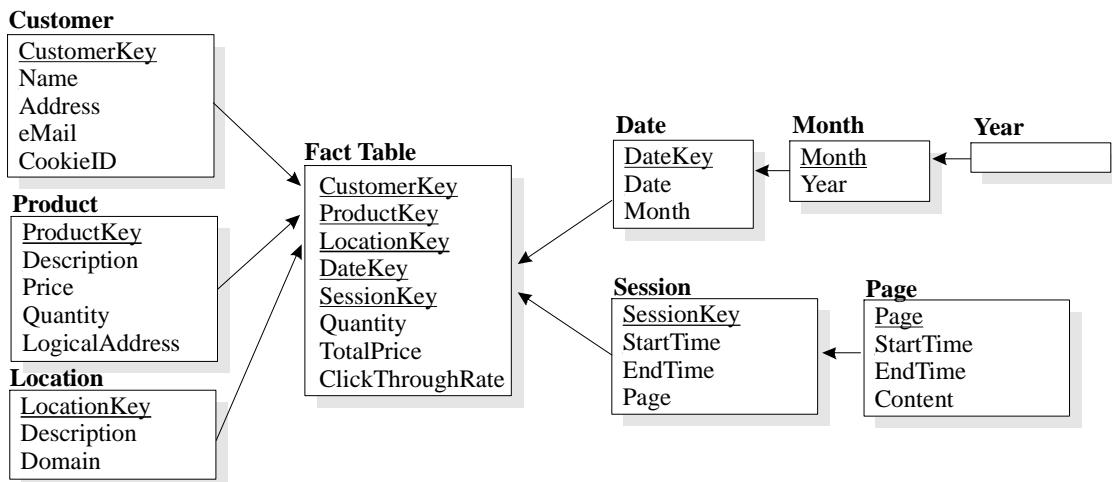 Customer
CustomerKey
Name
Address
eMail
CookieID
Product
ProductKey
Description
Price
Quantity
LogicalAddress
Location
LocationKey
Description
Domain
Fact Table
CustomerKey
ProductKey
LocationKey
DateKey
SessionKey
Quantity
TotalPrice
ClickThroughRate
Date
DateKey
Date
Month
Month
Month
Year
Year
Session
SessionKey
StartTime
EndTime
Page
Page
Page
StartTime
EndTime
Content